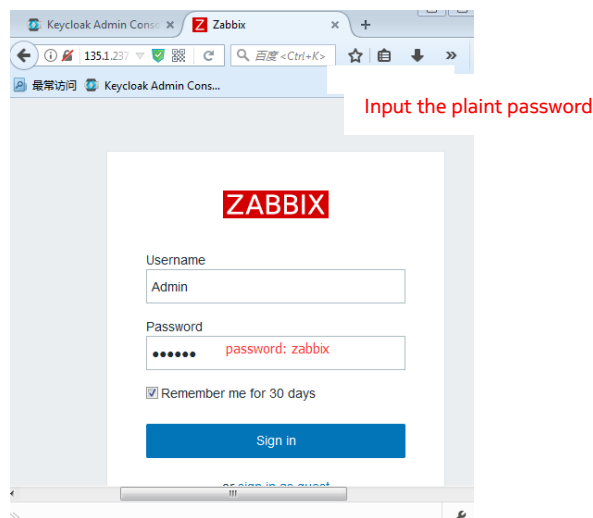 Keycloak Admin Conso
Z Zabbix
135.1.237
百度 <Ctrl+K>
最常访问 Keycloak Admin Cons...
Input the plaint password
ZABBIX
Username
Admin
Password
●●●●●● password: zabbix
Remember me for 30 days
Sign in
or sign in as guest